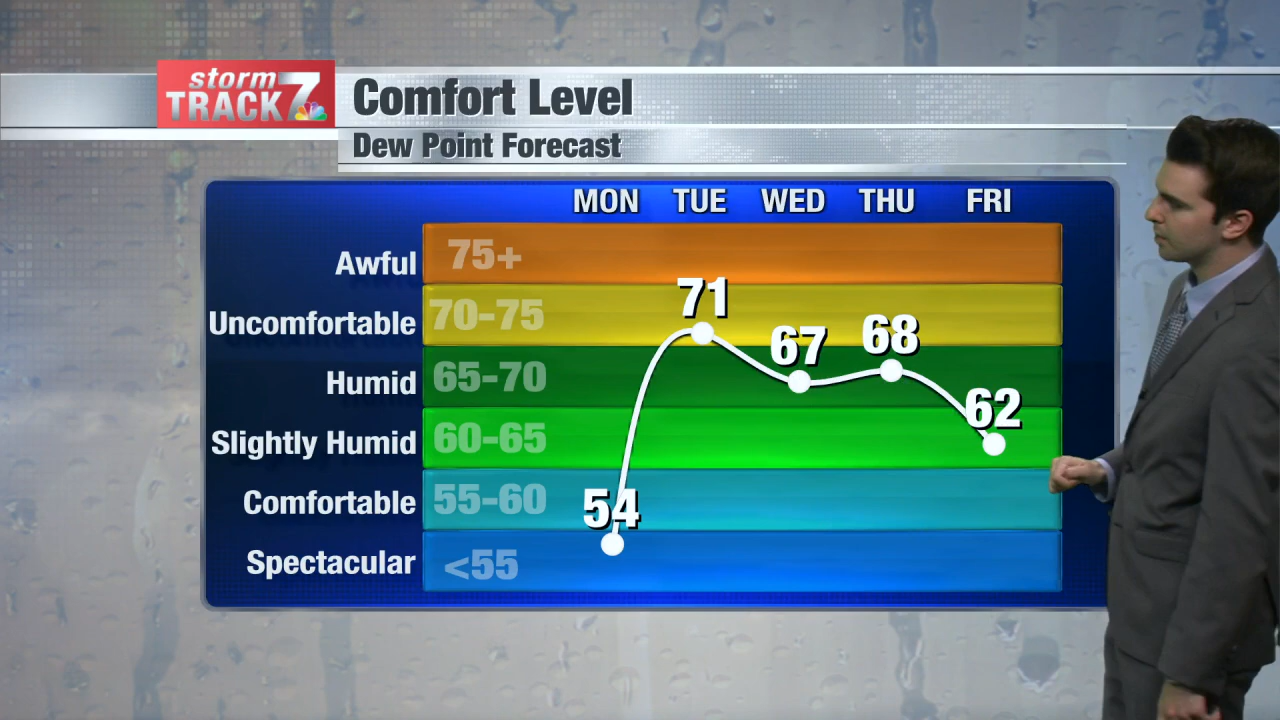 storm
TRACK 7
Comfort Level
Dew Point Forecast
MON TUE WED THU FRI
Awful 75+
Uncomfortable 70-75
Humid 65-70
Slightly Humid 60-65
Comfortable 55-60
Spectacular <55
54 71 67 68 62